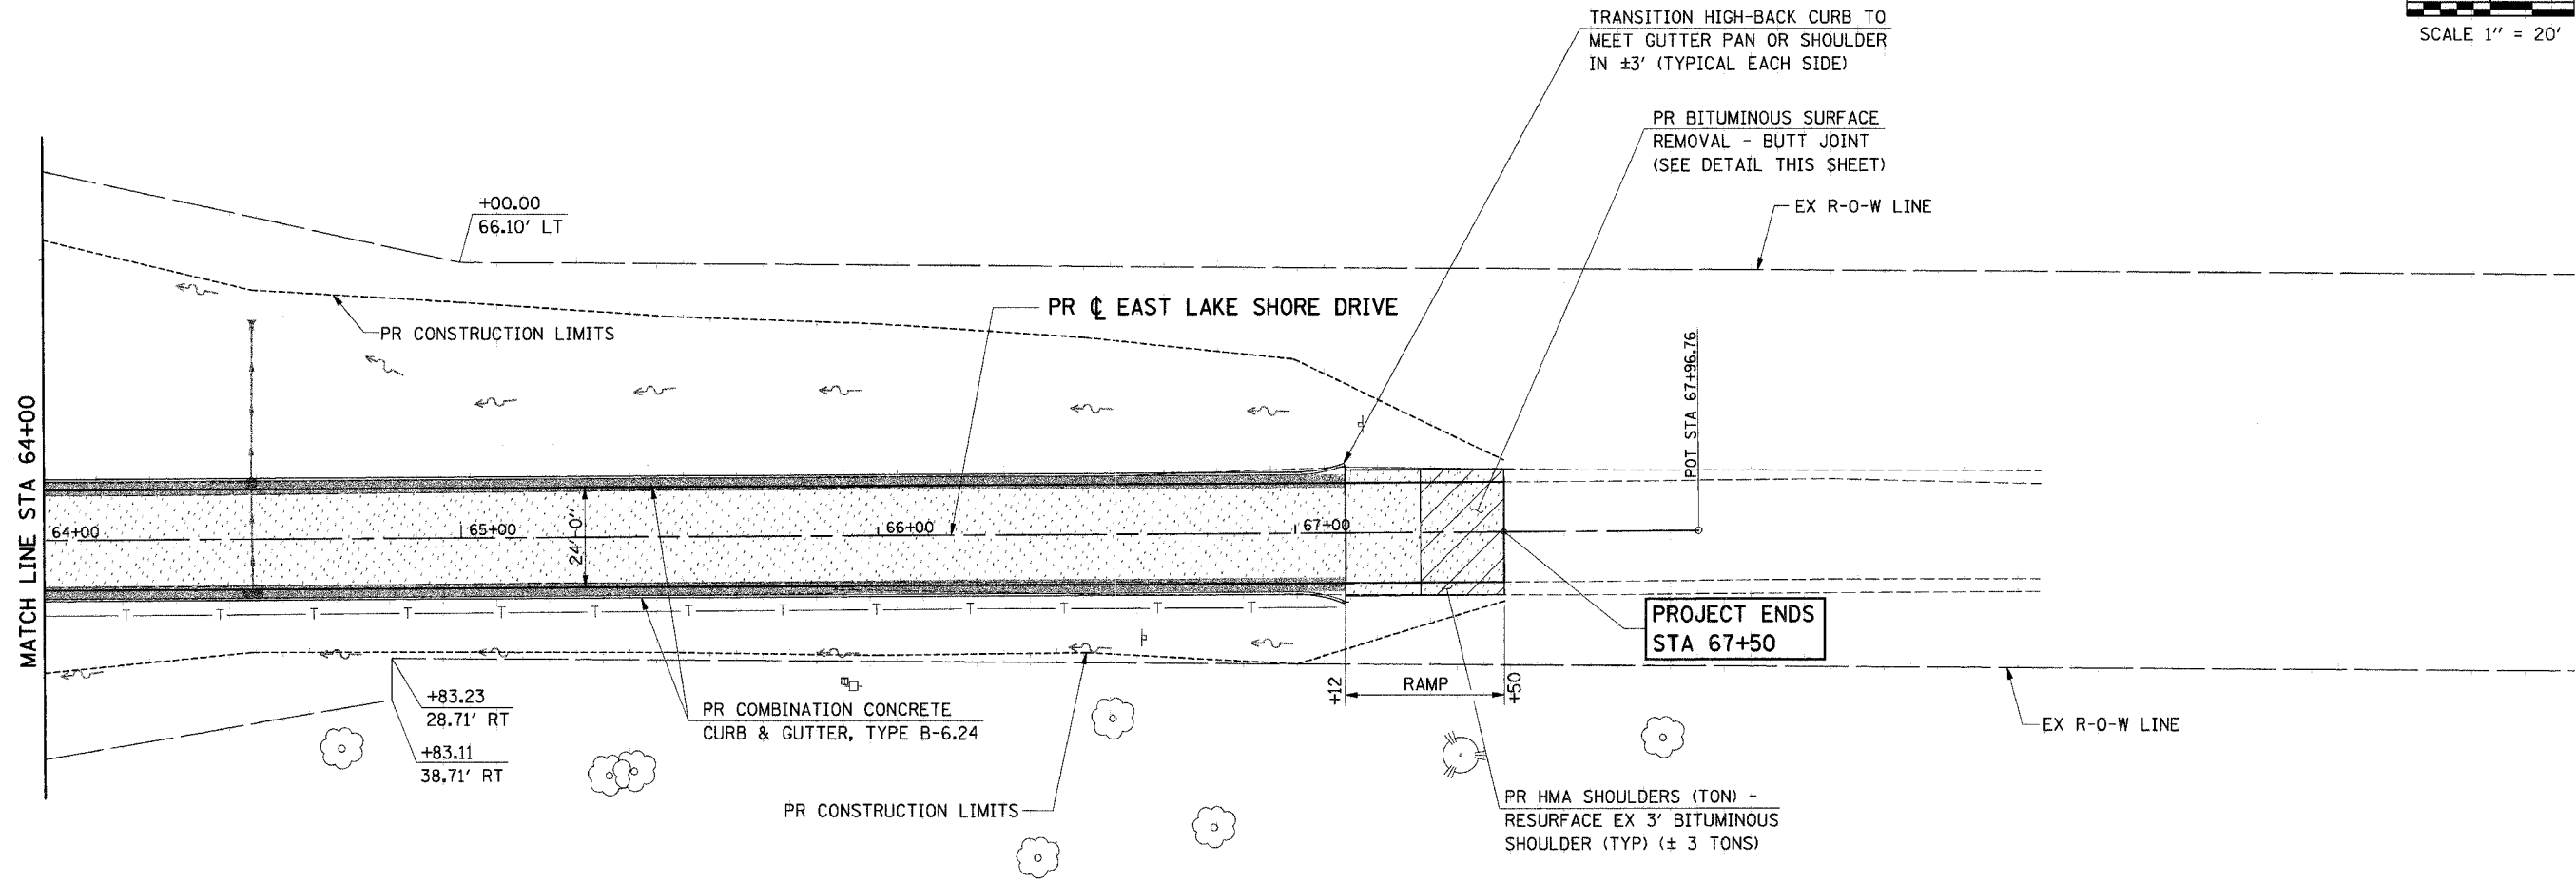 TRANSITION HIGH-BACK CURB TO
MEET GUTTER PAN OR SHOULDER
IN ±3' (TYPICAL EACH SIDE)
SCALE 1" = 20'
PR BITUMINOUS SURFACE
REMOVAL - BUTT JOINT
(SEE DETAIL THIS SHEET)
EX R-O-W LINE
+00.00
66.10' LT
PR ℄ EAST LAKE SHORE DRIVE
PR CONSTRUCTION LIMITS
POT STA 67+96.76
MATCH LINE STA 64+00
64+00
65+00
66+00
67+00
24'-0"
T T T T T T T T T T T T T
PROJECT ENDS
STA 67+50
+12
RAMP
+50
+83.23
28.71' RT
+83.11
38.71' RT
PR COMBINATION CONCRETE
CURB & GUTTER, TYPE B-6.24
EX R-O-W LINE
PR CONSTRUCTION LIMITS
PR HMA SHOULDERS (TON) -
RESURFACE EX 3' BITUMINOUS
SHOULDER (TYP) (± 3 TONS)